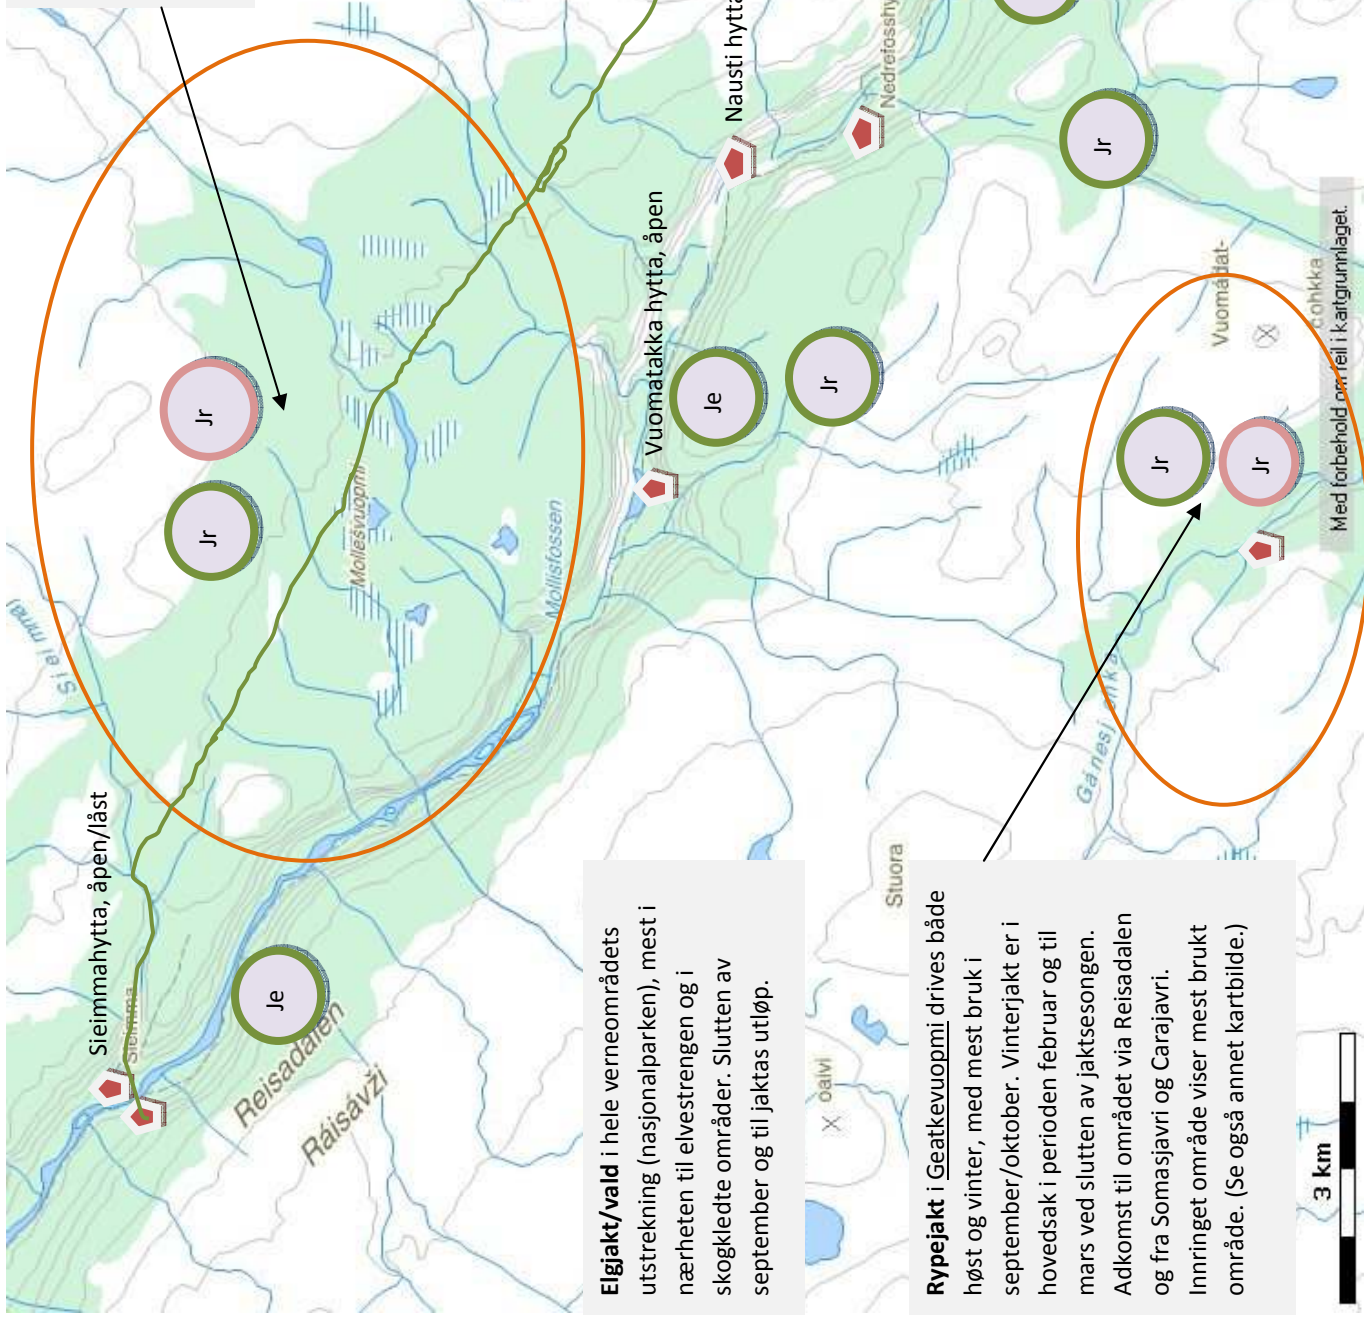 Sieimmahytta, åpen/låst
Sieimma
Mollešvuopmi
Mollisfossen
Reisadalen
Ráisávži
Vuomatakka hytta, åpen
Nausti hytta
Nedrefosshy
Jr
Jr
Je
Je
Jr
Jr
Jr
Jr
Stuora
oaivi
Vuomádat-
čohkka
Elgjakt/vald i hele verneområdets
utstrekning (nasjonalparken), mest i
nærheten til elvestrengen og i
skogkledte områder. Slutten av
september og til jaktas utløp.
Rypejakt i Geatkevuopmi drives både
høst og vinter, med mest bruk i
september/oktober. Vinterjakt er i
hovedsak i perioden februar og til
mars ved slutten av jaktsesongen.
Adkomst til området via Reisadalen
og fra Somasjavri og Carajavri.
Innringet område viser mest brukt
område. (Se også annet kartbilde.)
3 km
Med forbehold om feil i kartgrunnlaget.